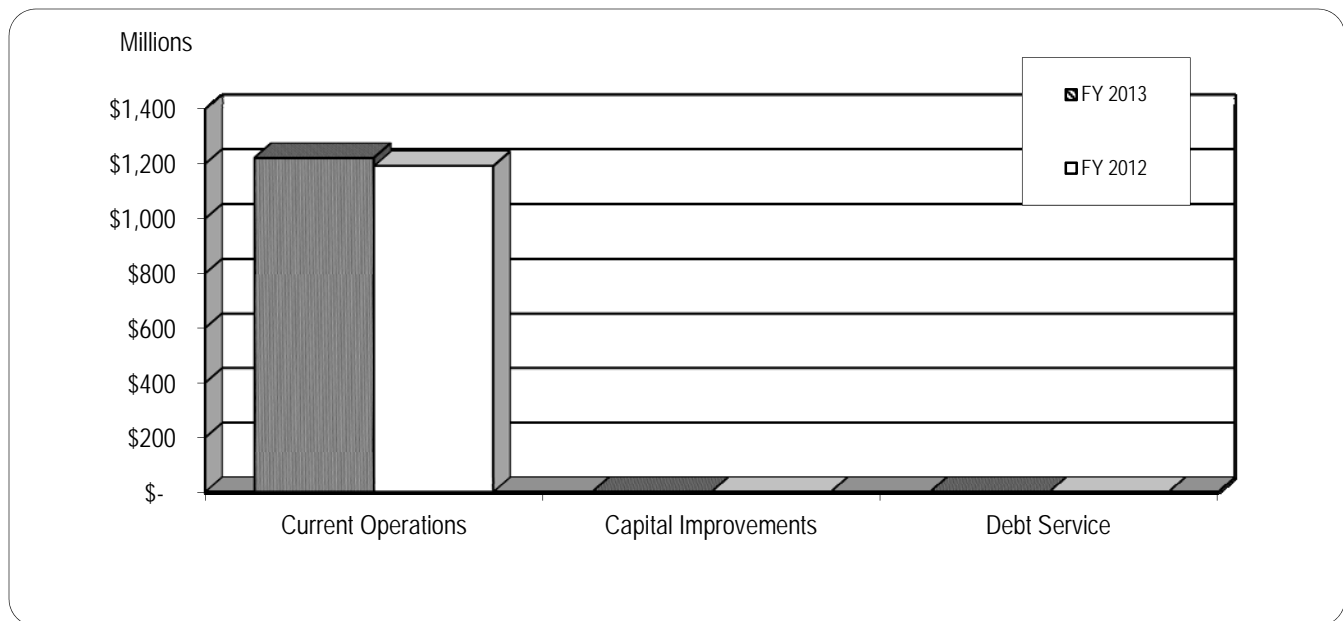 Millions
FY 2013
FY 2012
$1,400
$1,200
$1,000
$800
$600
$400
$200
$-
Current Operations
Capital Improvements
Debt Service